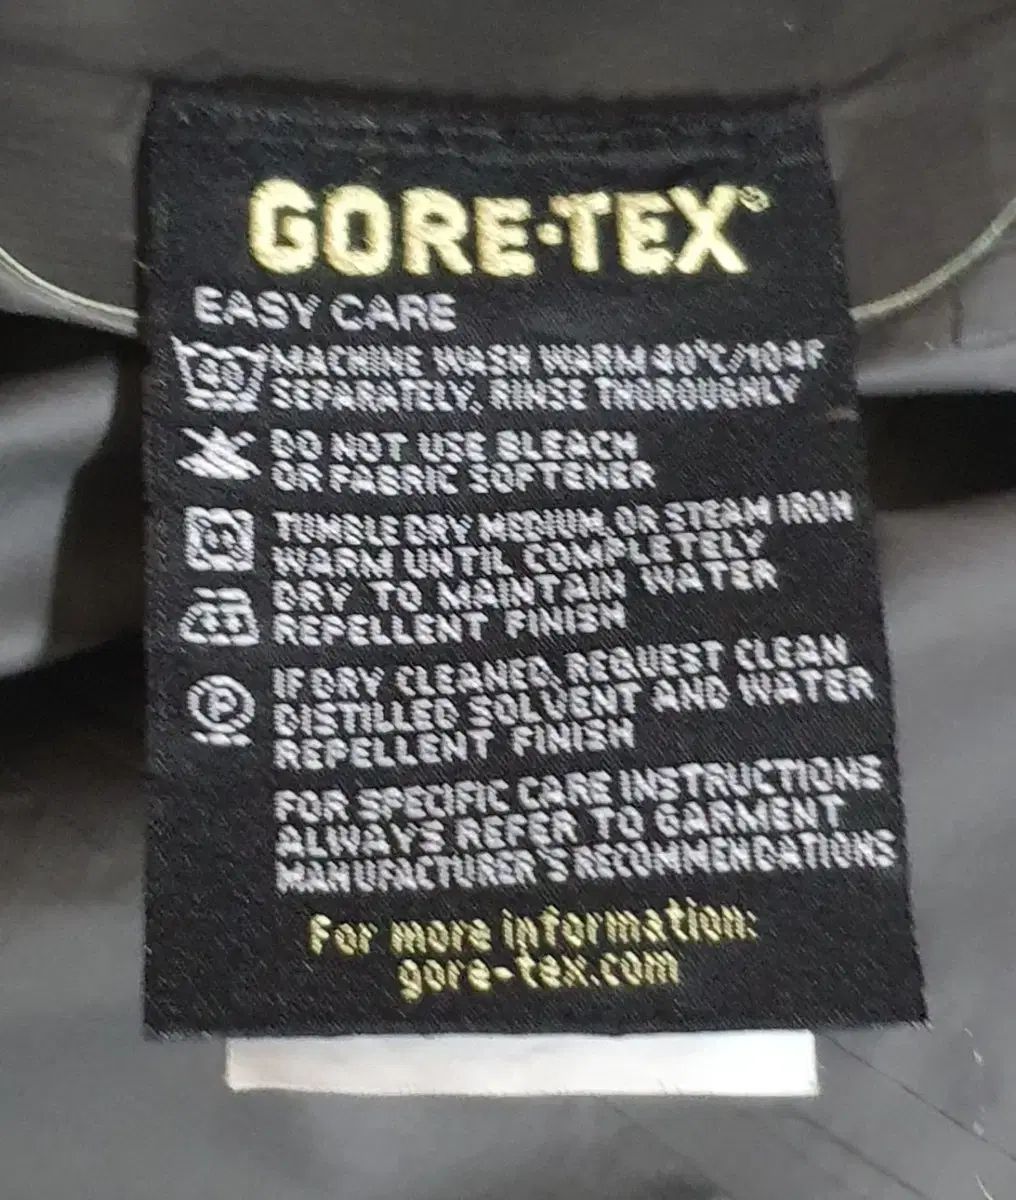 GORE-TEX®
EASY CARE
40 MACHINE WASH WARM 40°C/104F
SEPARATELY, RINSE THOROUGHLY
DO NOT USE BLEACH
OR FABRIC SOFTENER
TUMBLE DRY MEDIUM, OR STEAM IRON
WARM UNTIL COMPLETELY
DRY TO MAINTAIN WATER
REPELLENT FINISH
IF DRY CLEANED, REQUEST CLEAN
P DISTILLED SOLVENT AND WATER
REPELLENT FINISH
FOR SPECIFIC CARE INSTRUCTIONS
ALWAYS REFER TO GARMENT
MANUFACTURER'S RECOMMENDATIONS
For more information:
gore-tex.com